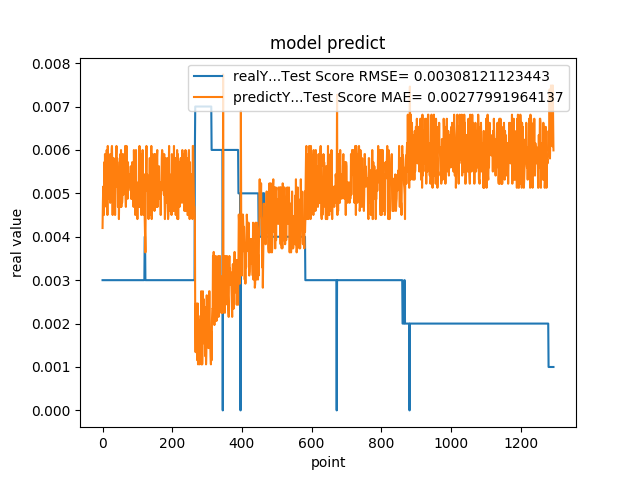 model predict
realY...Test Score RMSE= 0.00308121123443
predictY...Test Score MAE= 0.00277991964137
0.008
0.007
0.006
0.005
0.004
0.003
0.002
0.001
0.000
real value
0 200 400 600 800 1000 1200
point